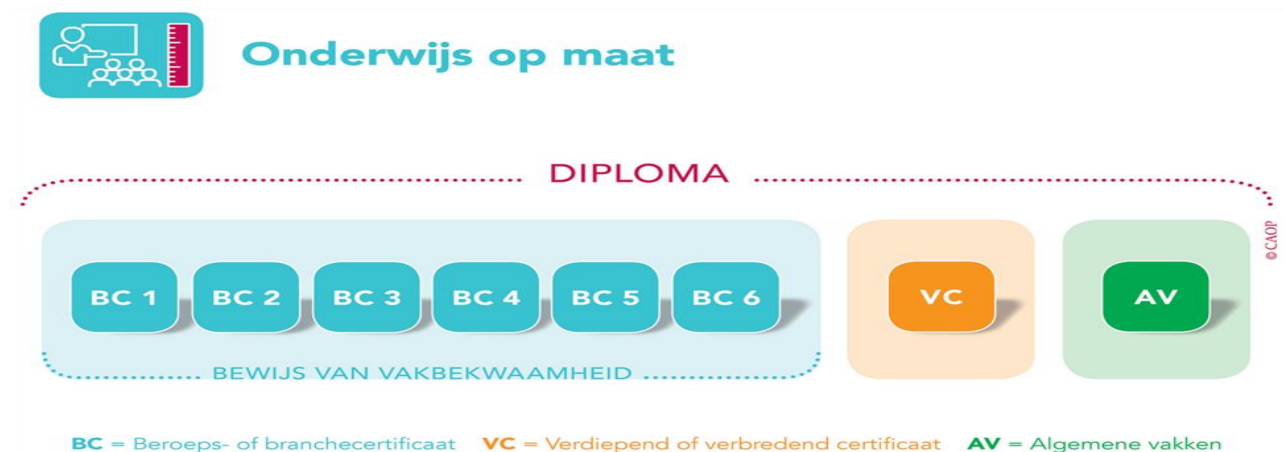 Onderwijs op maat
DIPLOMA
©CAOP
BC 1 BC 2 BC 3 BC 4 BC 5 BC 6 VC AV
BEWIJS VAN VAKBEKWAAMHEID
BC = Beroeps- of branchecertificaat VC = Verdiepend of verbredend certificaat AV = Algemene vakken